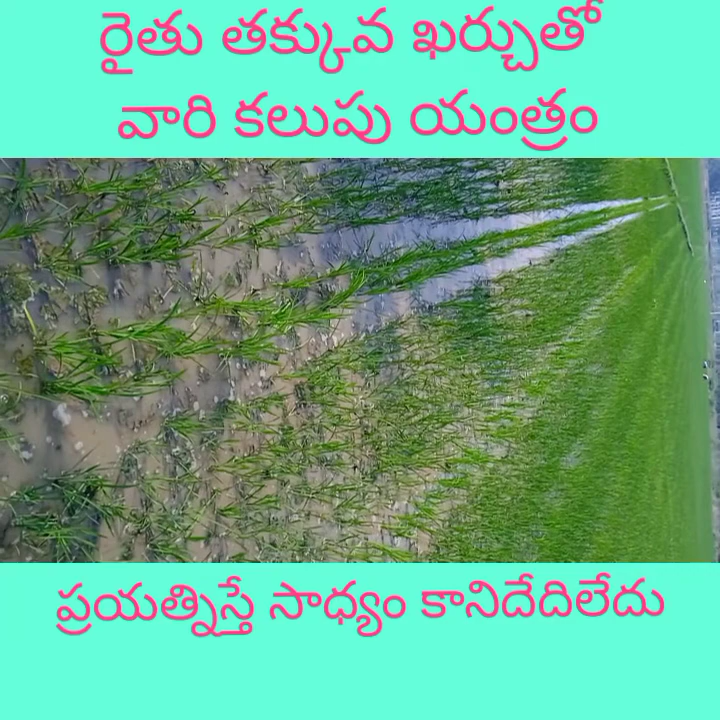 రైతు తక్కువ ఖర్చుతో
వారి కలుపు యంత్రం
ప్రయత్నిస్తే సాధ్యం కానిదేదిలేదు